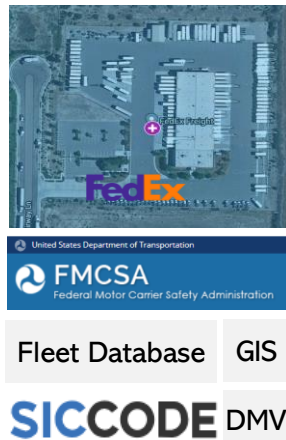 FedEx Freight
FedEx
United States Department of Transportation
FMCSA
Federal Motor Carrier Safety Administration
Fleet Database
GIS
SICCODE
DMV